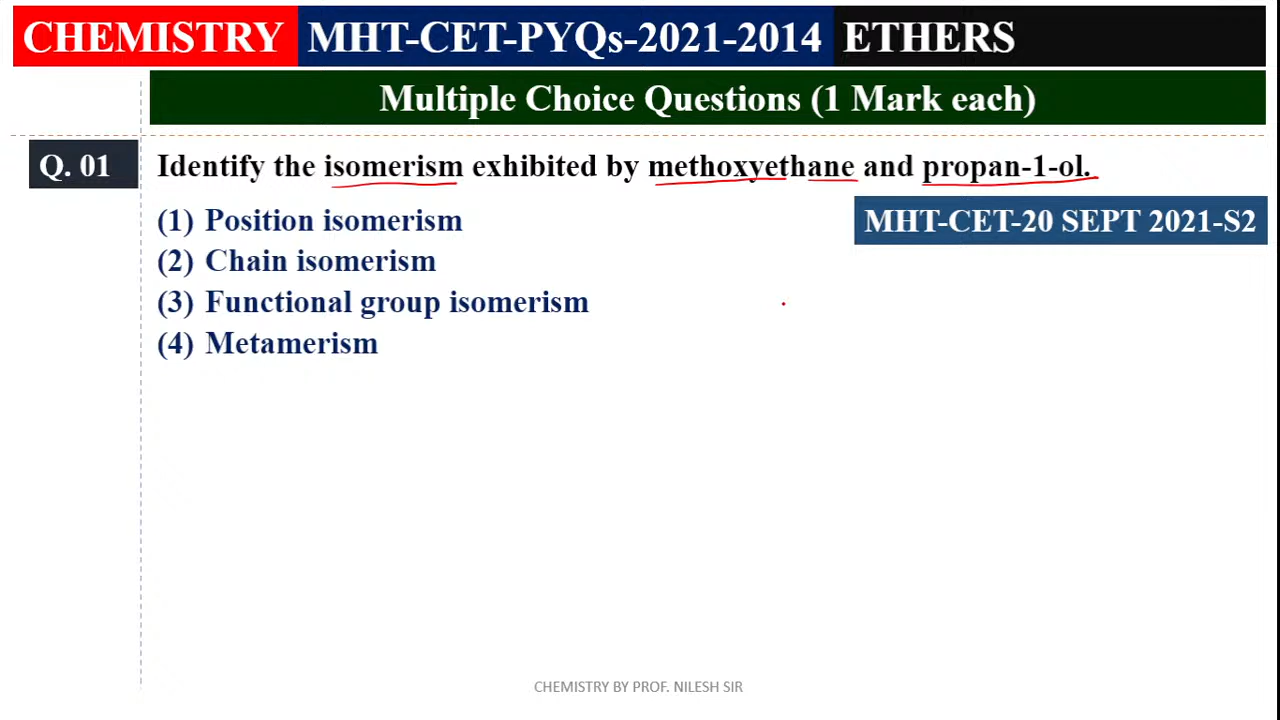 CHEMISTRY MHT-CET-PYQs-2021-2014 ETHERS
Multiple Choice Questions (1 Mark each)
Q. 01 Identify the isomerism exhibited by methoxyethane and propan-1-ol.
(1) Position isomerism
MHT-CET-20 SEPT 2021-S2
(2) Chain isomerism
(3) Functional group isomerism
(4) Metamerism
CHEMISTRY BY PROF. NILESH SIR